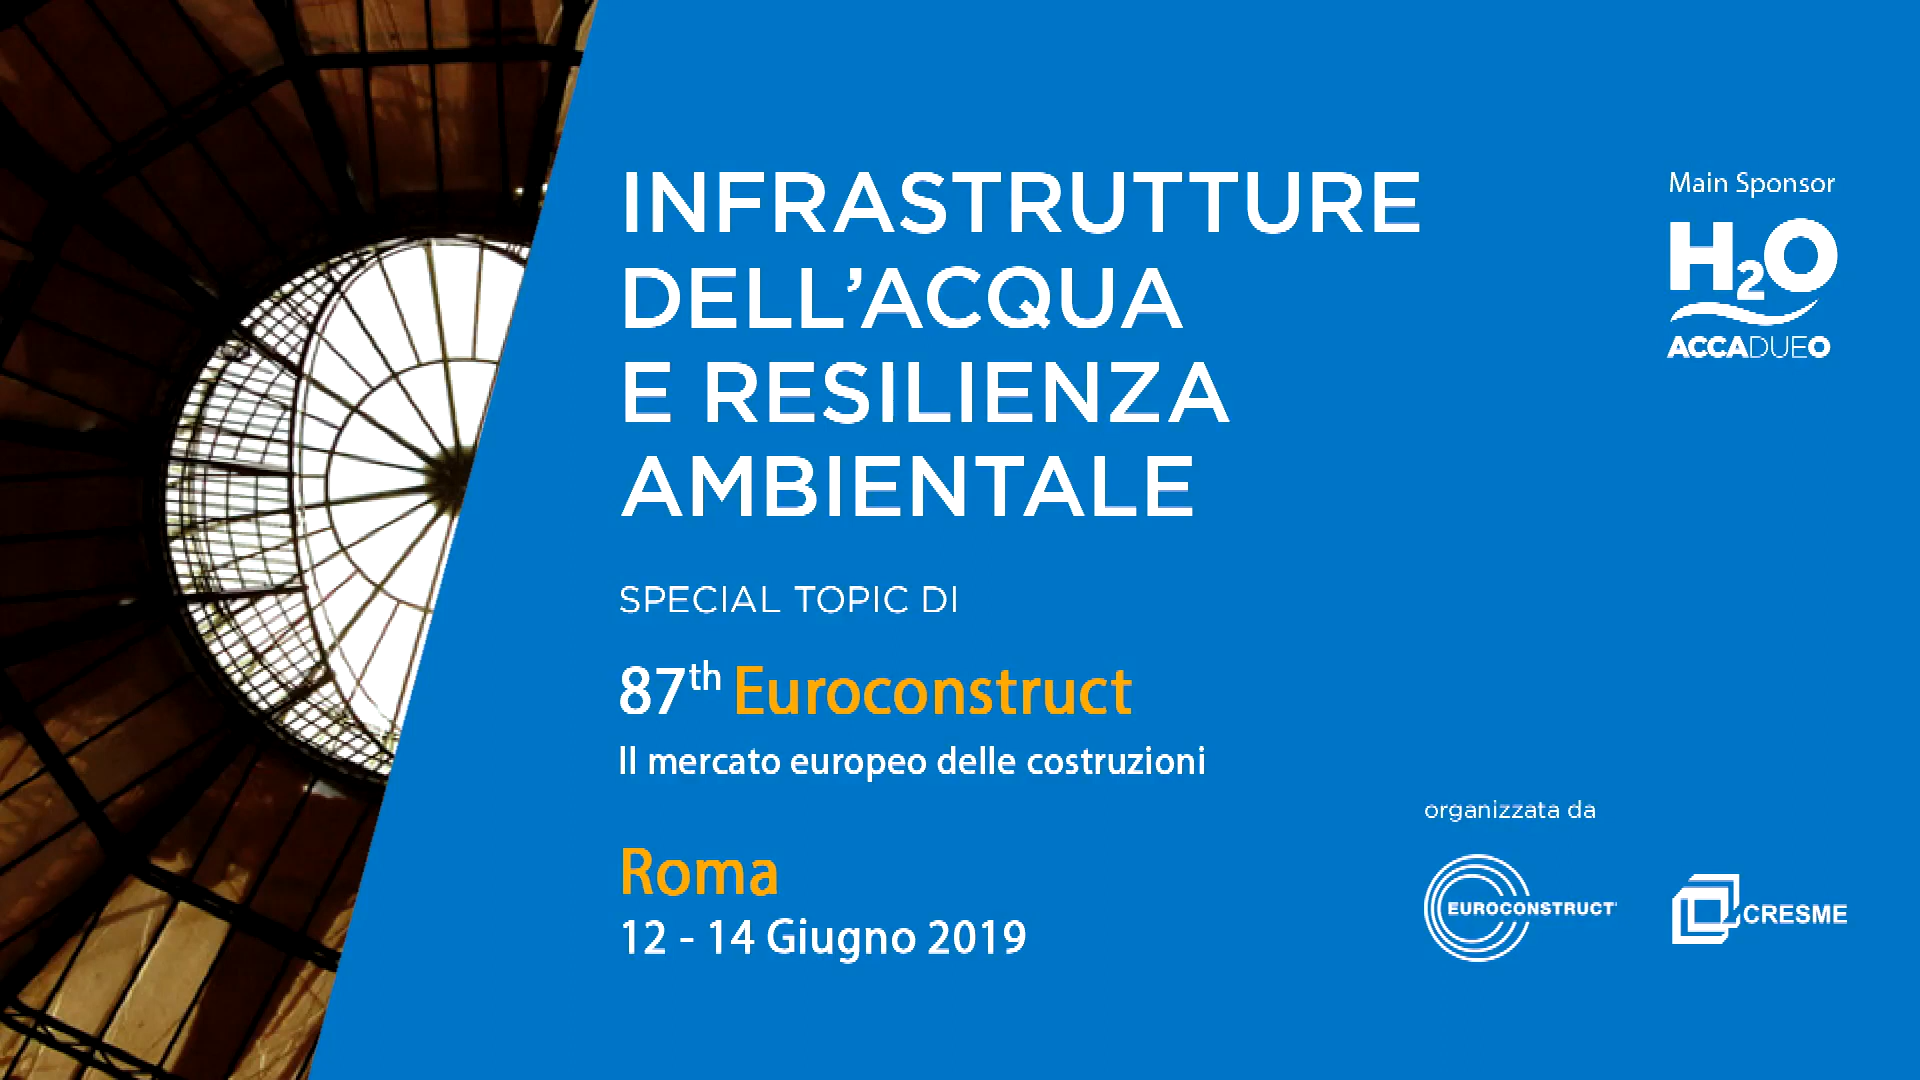 INFRASTRUTTURE
DELL’ACQUA
E RESILIENZA
AMBIENTALE
SPECIAL TOPIC DI
87th Euroconstruct
Il mercato europeo delle costruzioni
Roma
12 - 14 Giugno 2019
Main Sponsor
H2O
ACCADUEO
organizzata da
EUROCONSTRUCT
CRESME